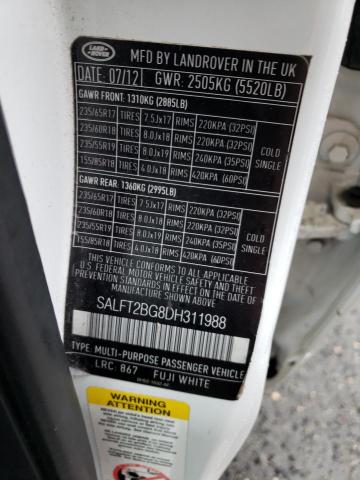 LAND-
ROVER
MFD BY LANDROVER IN THE UK
DATE: 07/12 GWR: 2505KG (5520LB)
GAWR FRONT: 1310KG (2885LB)
235/65R17 TIRES 7.5Jx17 RIMS 220KPA (32PSI)
235/60R18 TIRES 8.0Jx18 RIMS 220KPA (32PSI) COLD
235/55R19 TIRES 8.0Jx19 RIMS 240KPA (35PSI) SINGLE
155/85R18 TIRES 4.0Jx18 RIMS 420KPA (60PSI)
GAWR REAR: 1360KG (2995LB)
235/65R17 TIRES 7.5Jx17 RIMS 220KPA (32PSI)
235/60R18 TIRES 8.0Jx18 RIMS 220KPA (32PSI) COLD
235/55R19 TIRES 8.0Jx19 RIMS 240KPA (35PSI) SINGLE
155/85R18 TIRES 4.0Jx18 RIMS 420KPA (60PSI)
THIS VEHICLE CONFORMS TO ALL APPLICABLE
U.S. FEDERAL MOTOR VEHICLE SAFETY AND
THEFT PREVENTION STANDARDS IN EFFECT ON
THE DATE OF MANUFACTURE SHOWN ABOVE.
SALFT2BG8DH311988
TYPE: MULTI-PURPOSE PASSENGER VEHICLE
LRC: 867 FUJI WHITE
WARNING